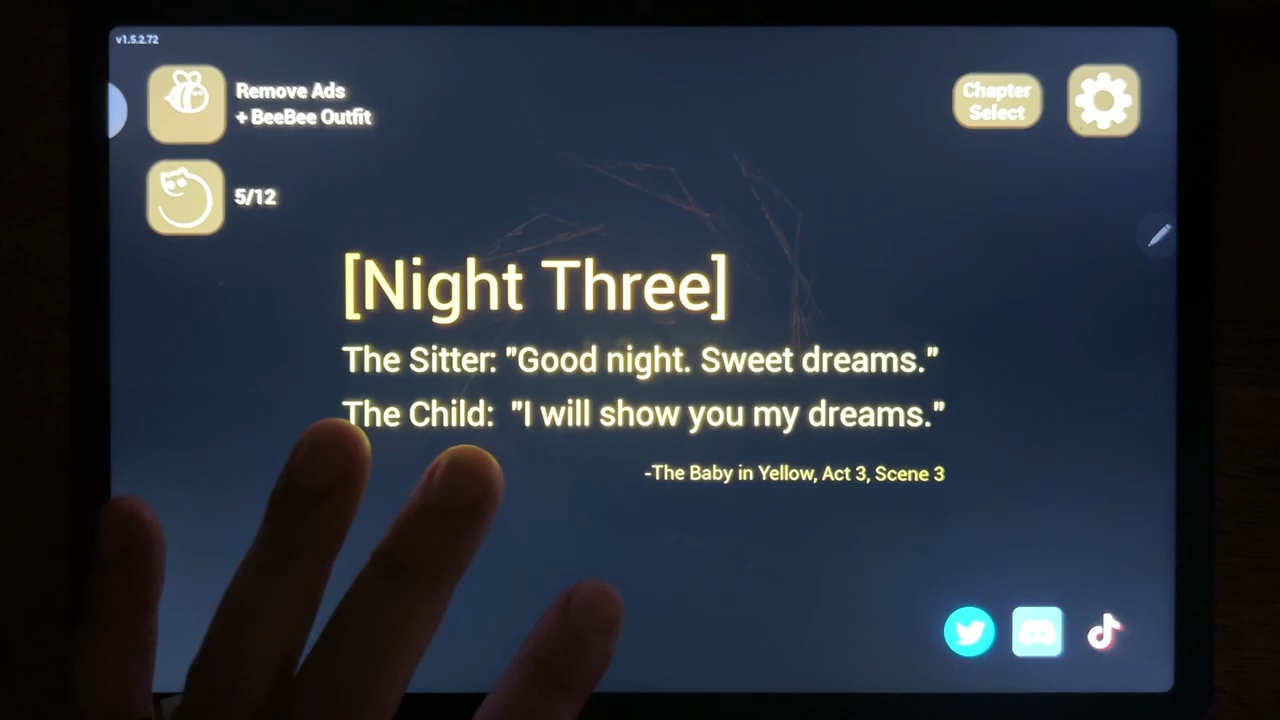 v1.5.2.72
Remove Ads
+ BeeBee Outfit
Chapter
Select
5/12
[Night Three]
The Sitter: "Good night. Sweet dreams."
The Child: "I will show you my dreams."
-The Baby in Yellow, Act 3, Scene 3